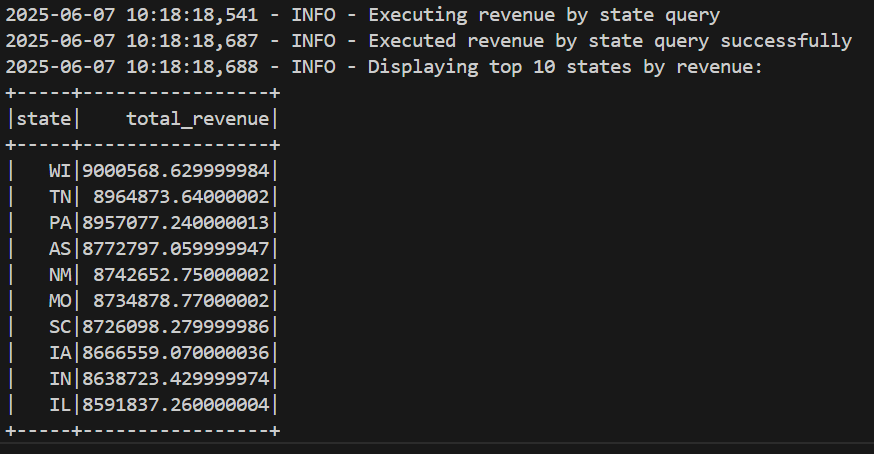 2025-06-07 10:18:18,541 - INFO - Executing revenue by state query
2025-06-07 10:18:18,687 - INFO - Executed revenue by state query successfully
2025-06-07 10:18:18,688 - INFO - Displaying top 10 states by revenue:
+-----+-----------------+
|state|    total_revenue|
+-----+-----------------+
|   WI|9000568.629999984|
|   TN| 8964873.64000002|
|   PA|8957077.240000013|
|   AS|8772797.059999947|
|   NM| 8742652.75000002|
|   MO| 8734878.77000002|
|   SC|8726098.279999986|
|   IA|8666559.070000036|
|   IN|8638723.429999974|
|   IL|8591837.260000004|
+-----+-----------------+